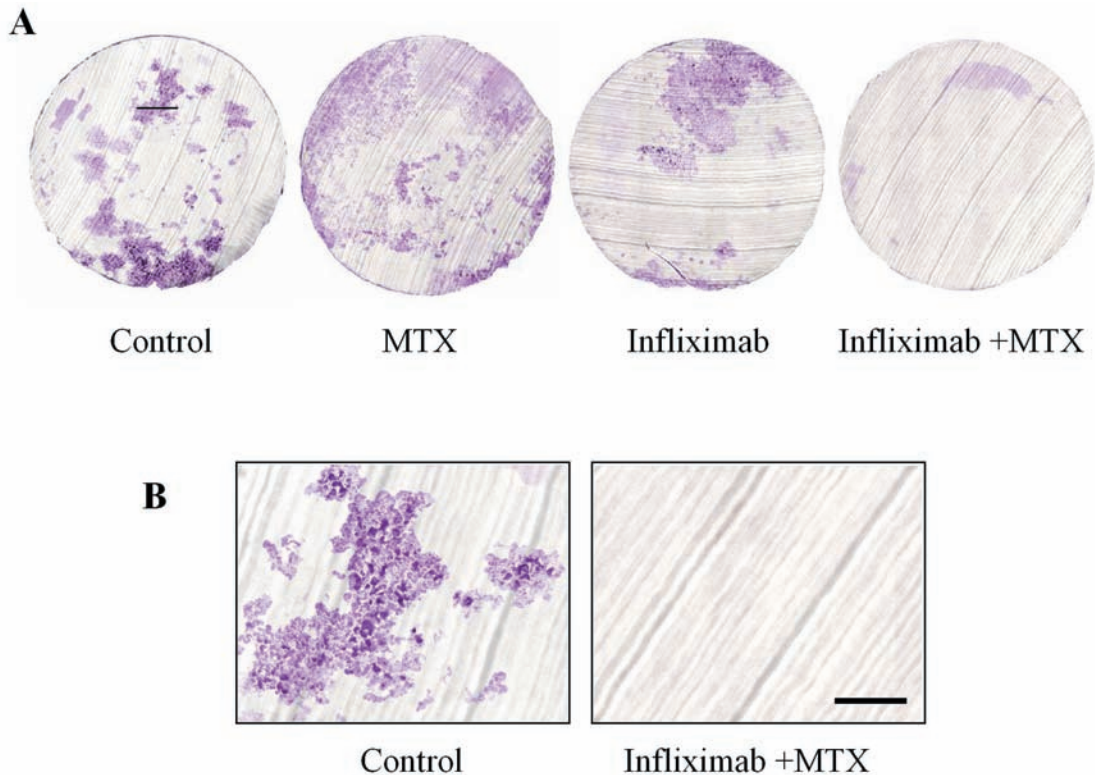 A
Control MTX Infliximab Infliximab +MTX
B
Control Infliximab +MTX